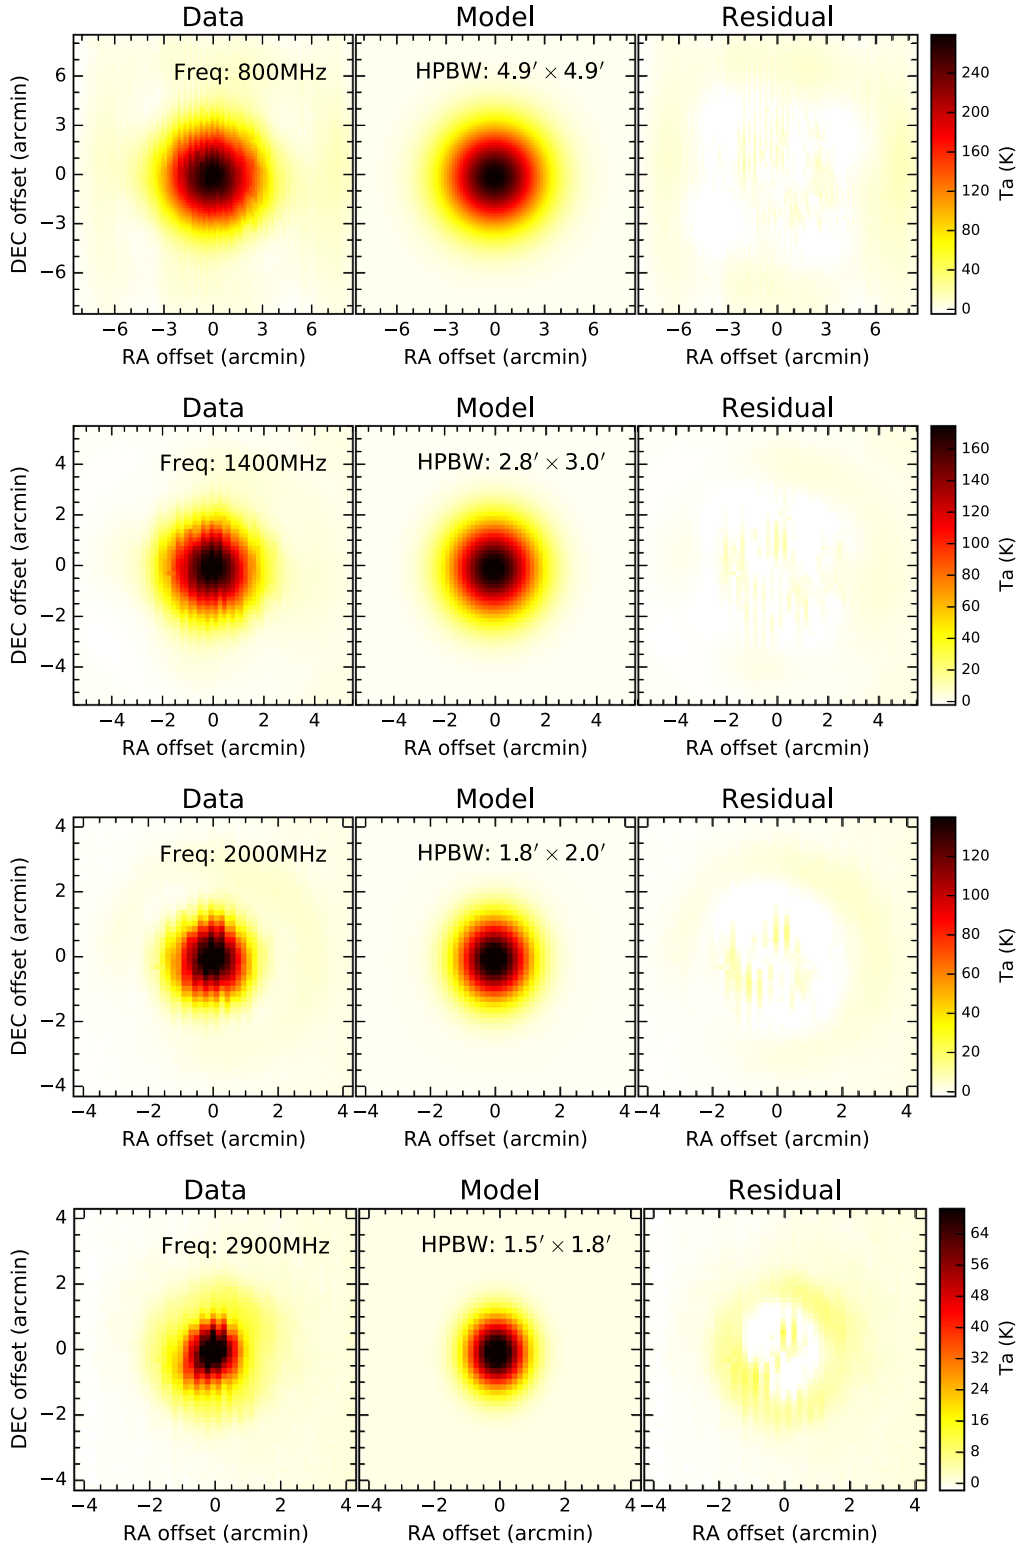 Data Model Residual
Freq: 800MHz HPBW: 4.9′ × 4.9′
DEC offset (arcmin)
6
3
0
−3
−6
−6 −3 0 3 6 −6 −3 0 3 6 −6 −3 0 3 6
RA offset (arcmin) RA offset (arcmin) RA offset (arcmin)
240
200
160
120
80
40
0
Ta (K)
Data Model Residual
Freq: 1400MHz HPBW: 2.8′ × 3.0′
DEC offset (arcmin)
4
2
0
−2
−4
−4 −2 0 2 4 −4 −2 0 2 4 −4 −2 0 2 4
RA offset (arcmin) RA offset (arcmin) RA offset (arcmin)
160
140
120
100
80
60
40
20
0
Ta (K)
Data Model Residual
Freq: 2000MHz HPBW: 1.8′ × 2.0′
DEC offset (arcmin)
4
2
0
−2
−4
−4 −2 0 2 4 −4 −2 0 2 4 −4 −2 0 2 4
RA offset (arcmin) RA offset (arcmin) RA offset (arcmin)
120
100
80
60
40
20
0
Ta (K)
Data Model Residual
Freq: 2900MHz HPBW: 1.5′ × 1.8′
DEC offset (arcmin)
4
2
0
−2
−4
−4 −2 0 2 4 −4 −2 0 2 4 −4 −2 0 2 4
RA offset (arcmin) RA offset (arcmin) RA offset (arcmin)
64
56
48
40
32
24
16
8
0
Ta (K)